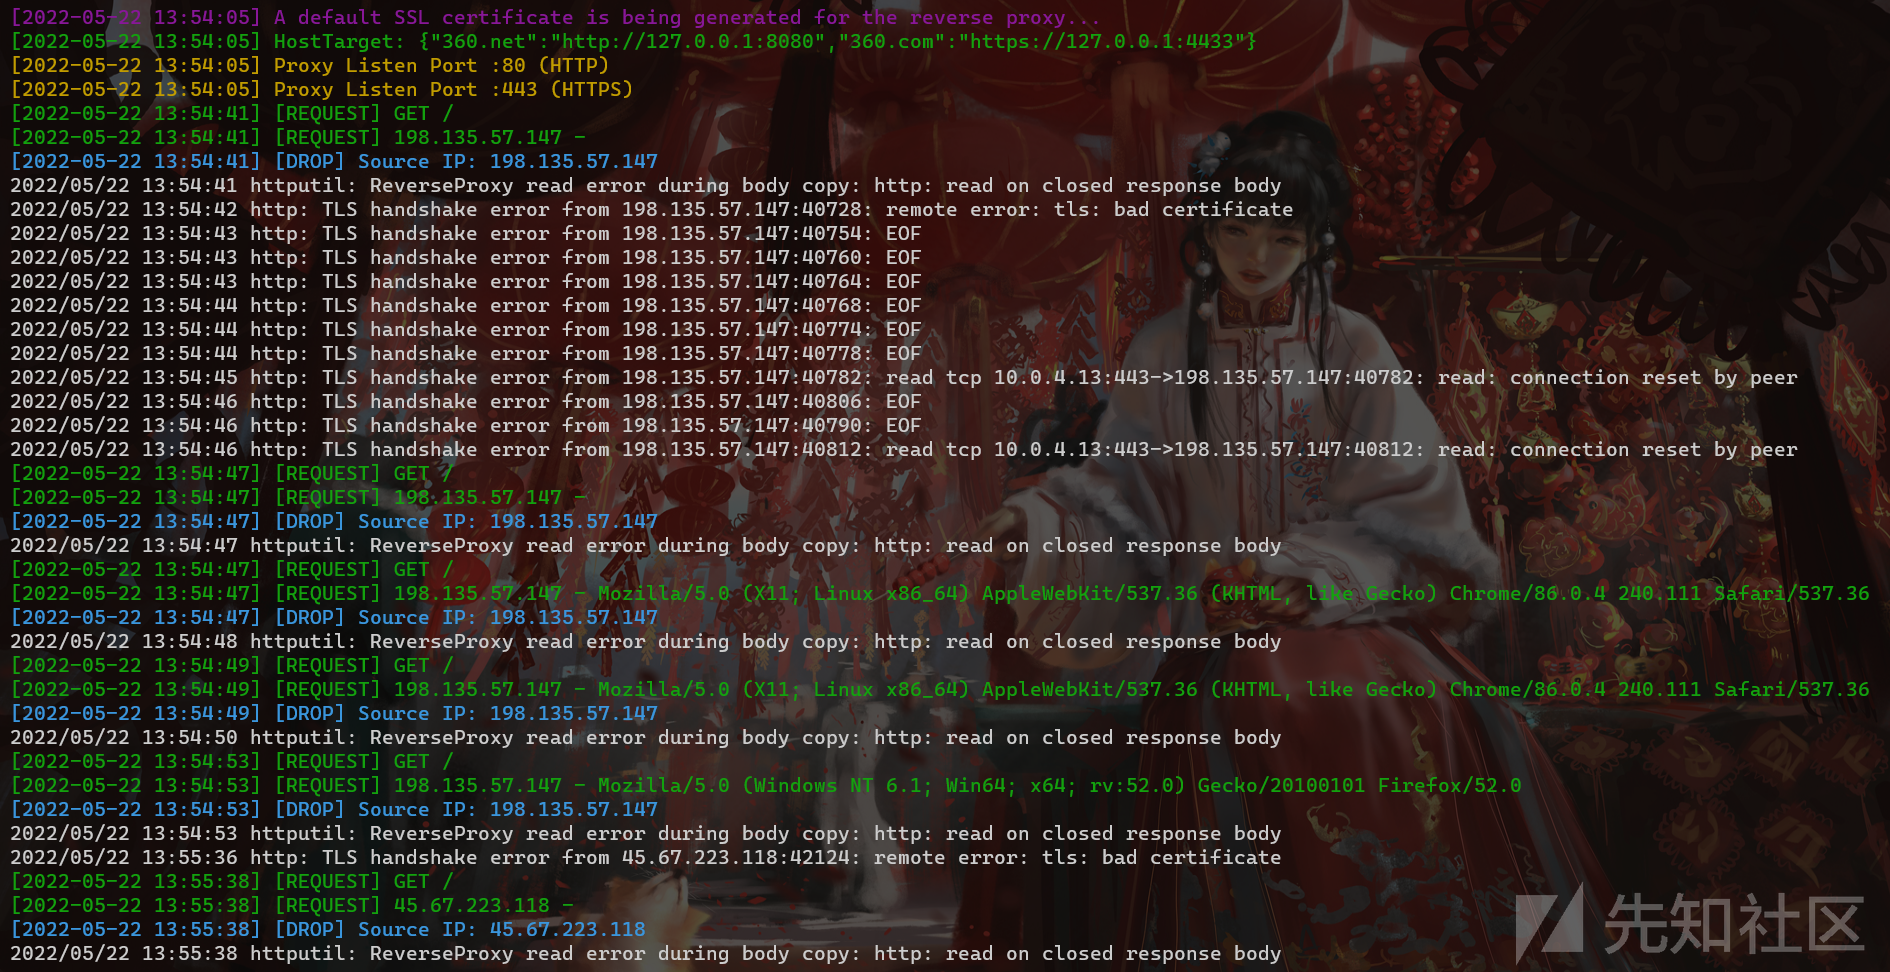 [2022-05-22 13:54:05] A default SSL certificate is being generated for the reverse proxy...
[2022-05-22 13:54:05] HostTarget: {"360.net":"http://127.0.0.1:8080","360.com":"https://127.0.0.1:4433"}
[2022-05-22 13:54:05] Proxy Listen Port :80 (HTTP)
[2022-05-22 13:54:05] Proxy Listen Port :443 (HTTPS)
[2022-05-22 13:54:41] [REQUEST] GET /
[2022-05-22 13:54:41] [REQUEST] 198.135.57.147 -
[2022-05-22 13:54:41] [DROP] Source IP: 198.135.57.147
2022/05/22 13:54:41 httputil: ReverseProxy read error during body copy: http: read on closed response body
2022/05/22 13:54:42 http: TLS handshake error from 198.135.57.147:40728: remote error: tls: bad certificate
2022/05/22 13:54:43 http: TLS handshake error from 198.135.57.147:40754: EOF
2022/05/22 13:54:43 http: TLS handshake error from 198.135.57.147:40760: EOF
2022/05/22 13:54:43 http: TLS handshake error from 198.135.57.147:40764: EOF
2022/05/22 13:54:44 http: TLS handshake error from 198.135.57.147:40768: EOF
2022/05/22 13:54:44 http: TLS handshake error from 198.135.57.147:40774: EOF
2022/05/22 13:54:44 http: TLS handshake error from 198.135.57.147:40778: EOF
2022/05/22 13:54:45 http: TLS handshake error from 198.135.57.147:40782: read tcp 10.0.4.13:443->198.135.57.147:40782: read: connection reset by peer
2022/05/22 13:54:46 http: TLS handshake error from 198.135.57.147:40806: EOF
2022/05/22 13:54:46 http: TLS handshake error from 198.135.57.147:40790: EOF
2022/05/22 13:54:46 http: TLS handshake error from 198.135.57.147:40812: read tcp 10.0.4.13:443->198.135.57.147:40812: read: connection reset by peer
[2022-05-22 13:54:47] [REQUEST] GET /
[2022-05-22 13:54:47] [REQUEST] 198.135.57.147 -
[2022-05-22 13:54:47] [DROP] Source IP: 198.135.57.147
2022/05/22 13:54:47 httputil: ReverseProxy read error during body copy: http: read on closed response body
[2022-05-22 13:54:47] [REQUEST] GET /
[2022-05-22 13:54:47] [REQUEST] 198.135.57.147 - Mozilla/5.0 (X11; Linux x86_64) AppleWebKit/537.36 (KHTML, like Gecko) Chrome/86.0.4 240.111 Safari/537.36
[2022-05-22 13:54:47] [DROP] Source IP: 198.135.57.147
2022/05/22 13:54:48 httputil: ReverseProxy read error during body copy: http: read on closed response body
[2022-05-22 13:54:49] [REQUEST] GET /
[2022-05-22 13:54:49] [REQUEST] 198.135.57.147 - Mozilla/5.0 (X11; Linux x86_64) AppleWebKit/537.36 (KHTML, like Gecko) Chrome/86.0.4 240.111 Safari/537.36
[2022-05-22 13:54:49] [DROP] Source IP: 198.135.57.147
2022/05/22 13:54:50 httputil: ReverseProxy read error during body copy: http: read on closed response body
[2022-05-22 13:54:53] [REQUEST] GET /
[2022-05-22 13:54:53] [REQUEST] 198.135.57.147 - Mozilla/5.0 (Windows NT 6.1; Win64; x64; rv:52.0) Gecko/20100101 Firefox/52.0
[2022-05-22 13:54:53] [DROP] Source IP: 198.135.57.147
2022/05/22 13:54:53 httputil: ReverseProxy read error during body copy: http: read on closed response body
2022/05/22 13:55:36 http: TLS handshake error from 45.67.223.118:42124: remote error: tls: bad certificate
[2022-05-22 13:55:38] [REQUEST] GET /
[2022-05-22 13:55:38] [REQUEST] 45.67.223.118 -
[2022-05-22 13:55:38] [DROP] Source IP: 45.67.223.118
2022/05/22 13:55:38 httputil: ReverseProxy read error during body copy: http: read on closed response body
先知社区